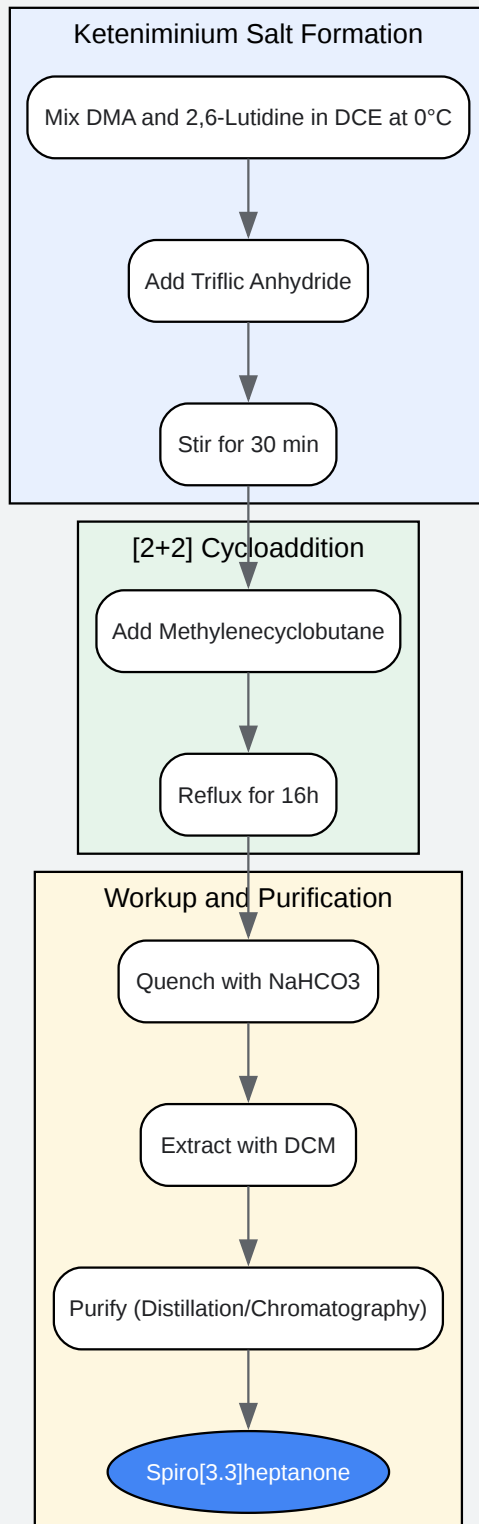 Keteniminium Salt Formation
Mix DMA and 2,6-Lutidine in DCE at 0°C
Add Triflic Anhydride
Stir for 30 min
[2+2] Cycloaddition
Add Methylenecyclobutane
Reflux for 16h
Workup and Purification
Quench with NaHCO3
Extract with DCM
Purify (Distillation/Chromatography)
Spiro[3.3]heptanone